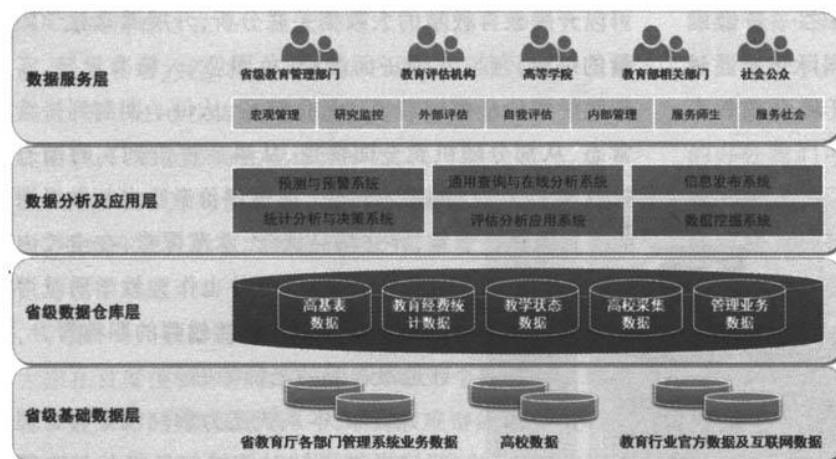 数据服务层
省级教育管理部门 教育评估机构 高等学院 教育部相关部门 社会公众
宏观管理 研究监控 外部评估 自我评估 内部管理 服务师生 服务社会
数据分析及应用层
预测与预警系统 通用查询与在线分析系统 信息发布系统
统计分析与决策系统 评估分析应用系统 数据挖掘系统
省级数据仓库层
高基表数据 教育经费统计数据 教学状态数据 高校采集数据 管理业务数据
省级基础数据层
省教育厅各部门管理系统业务数据 高校数据 教育行业官方数据及互联网数据